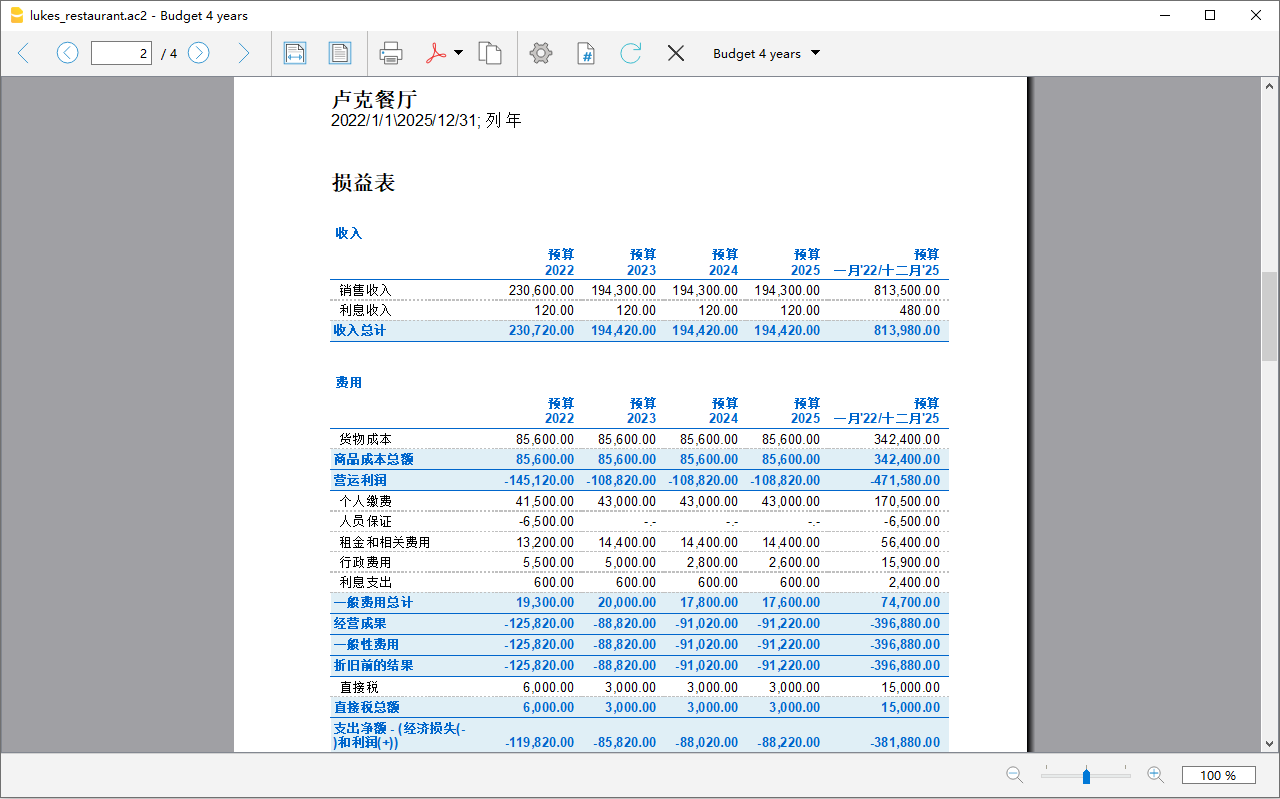 lukes_restaurant.ac2 - Budget 4 years
2 / 4 # Budget 4 years
卢克餐厅
2022/1/1\2025/12/31; 列 年
损益表
收入
预算 预算 预算 预算 预算
2022 2023 2024 2025 一月'22/十二月'25
销售收入 230,600.00 194,300.00 194,300.00 194,300.00 813,500.00
利息收入 120.00 120.00 120.00 120.00 480.00
收入总计 230,720.00 194,420.00 194,420.00 194,420.00 813,980.00
费用
预算 预算 预算 预算 预算
2022 2023 2024 2025 一月'22/十二月'25
货物成本 85,600.00 85,600.00 85,600.00 85,600.00 342,400.00
商品成本总额 85,600.00 85,600.00 85,600.00 85,600.00 342,400.00
营运利润 -145,120.00 -108,820.00 -108,820.00 -108,820.00 -471,580.00
个人缴费 41,500.00 43,000.00 43,000.00 43,000.00 170,500.00
人员保证 -6,500.00 -.- -.- -.- -6,500.00
租金和相关费用 13,200.00 14,400.00 14,400.00 14,400.00 56,400.00
行政费用 5,500.00 5,000.00 2,800.00 2,600.00 15,900.00
利息支出 600.00 600.00 600.00 600.00 2,400.00
一般费用总计 19,300.00 20,000.00 17,800.00 17,600.00 74,700.00
经营成果 -125,820.00 -88,820.00 -91,020.00 -91,220.00 -396,880.00
一般性费用 -125,820.00 -88,820.00 -91,020.00 -91,220.00 -396,880.00
折旧前的结果 -125,820.00 -88,820.00 -91,020.00 -91,220.00 -396,880.00
直接税 6,000.00 3,000.00 3,000.00 3,000.00 15,000.00
直接税总额 6,000.00 3,000.00 3,000.00 3,000.00 15,000.00
支出净额 - (经济损失(-
)和利润(+)) -119,820.00 -85,820.00 -88,020.00 -88,220.00 -381,880.00
100 %